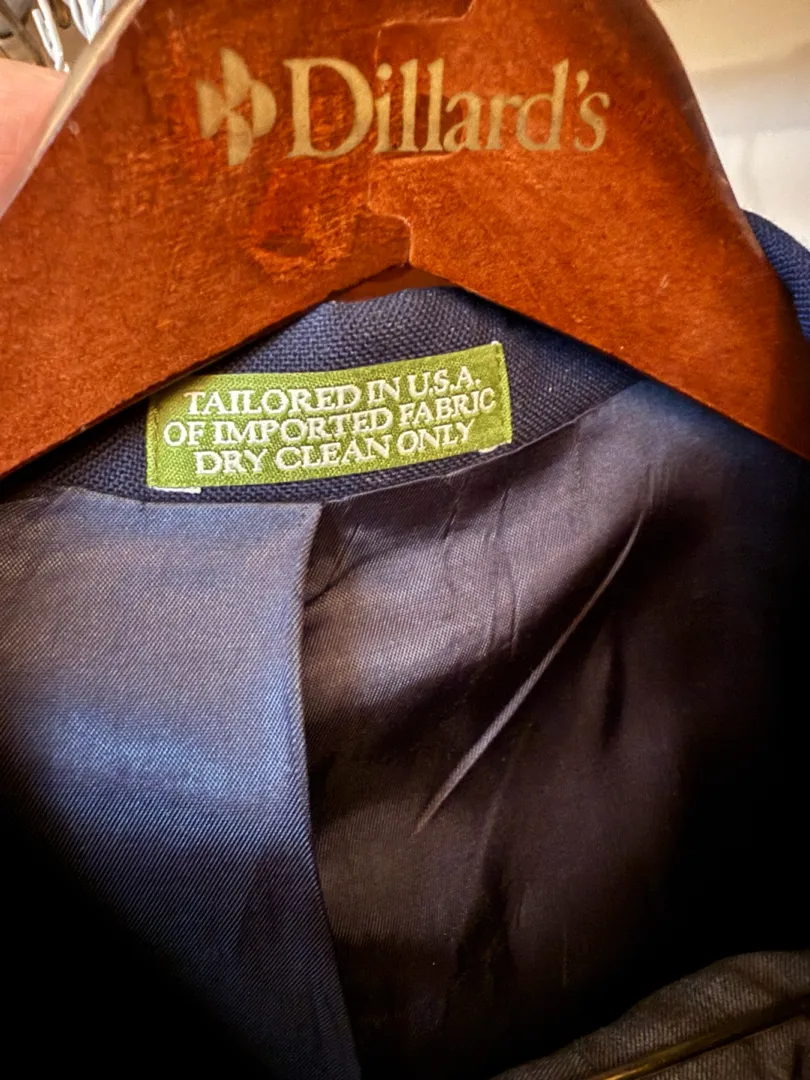 Dillard's
TAILORED IN U.S.A.
OF IMPORTED FABRIC
DRY CLEAN ONLY